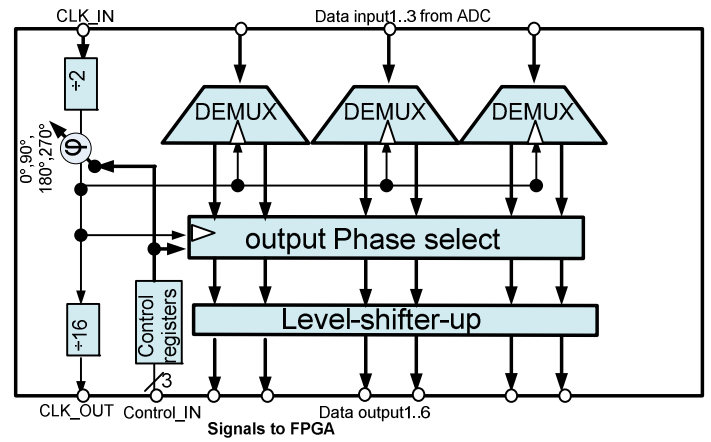 CLK_IN
Data input1..3 from ADC
÷2
DEMUX
DEMUX
DEMUX
φ
0°,90°,
180°,270°
output Phase select
Level-shifter-up
÷16
Control
registers
3
CLK_OUT
Control_IN
Data output1..6
Signals to FPGA